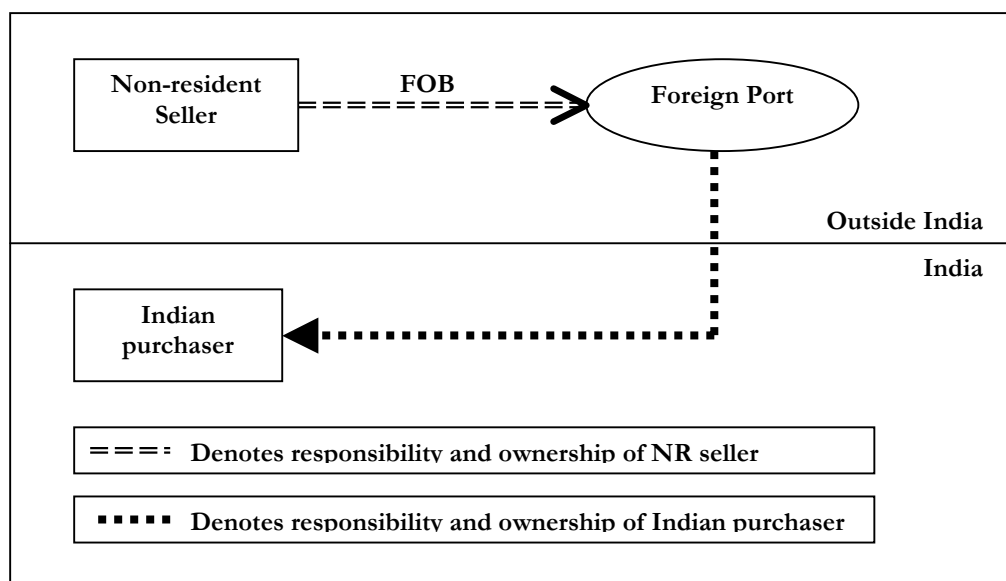 Non-resident
Seller
FOB
Foreign Port
Outside India
India
Indian
purchaser
Denotes responsibility and ownership of NR seller
Denotes responsibility and ownership of Indian purchaser